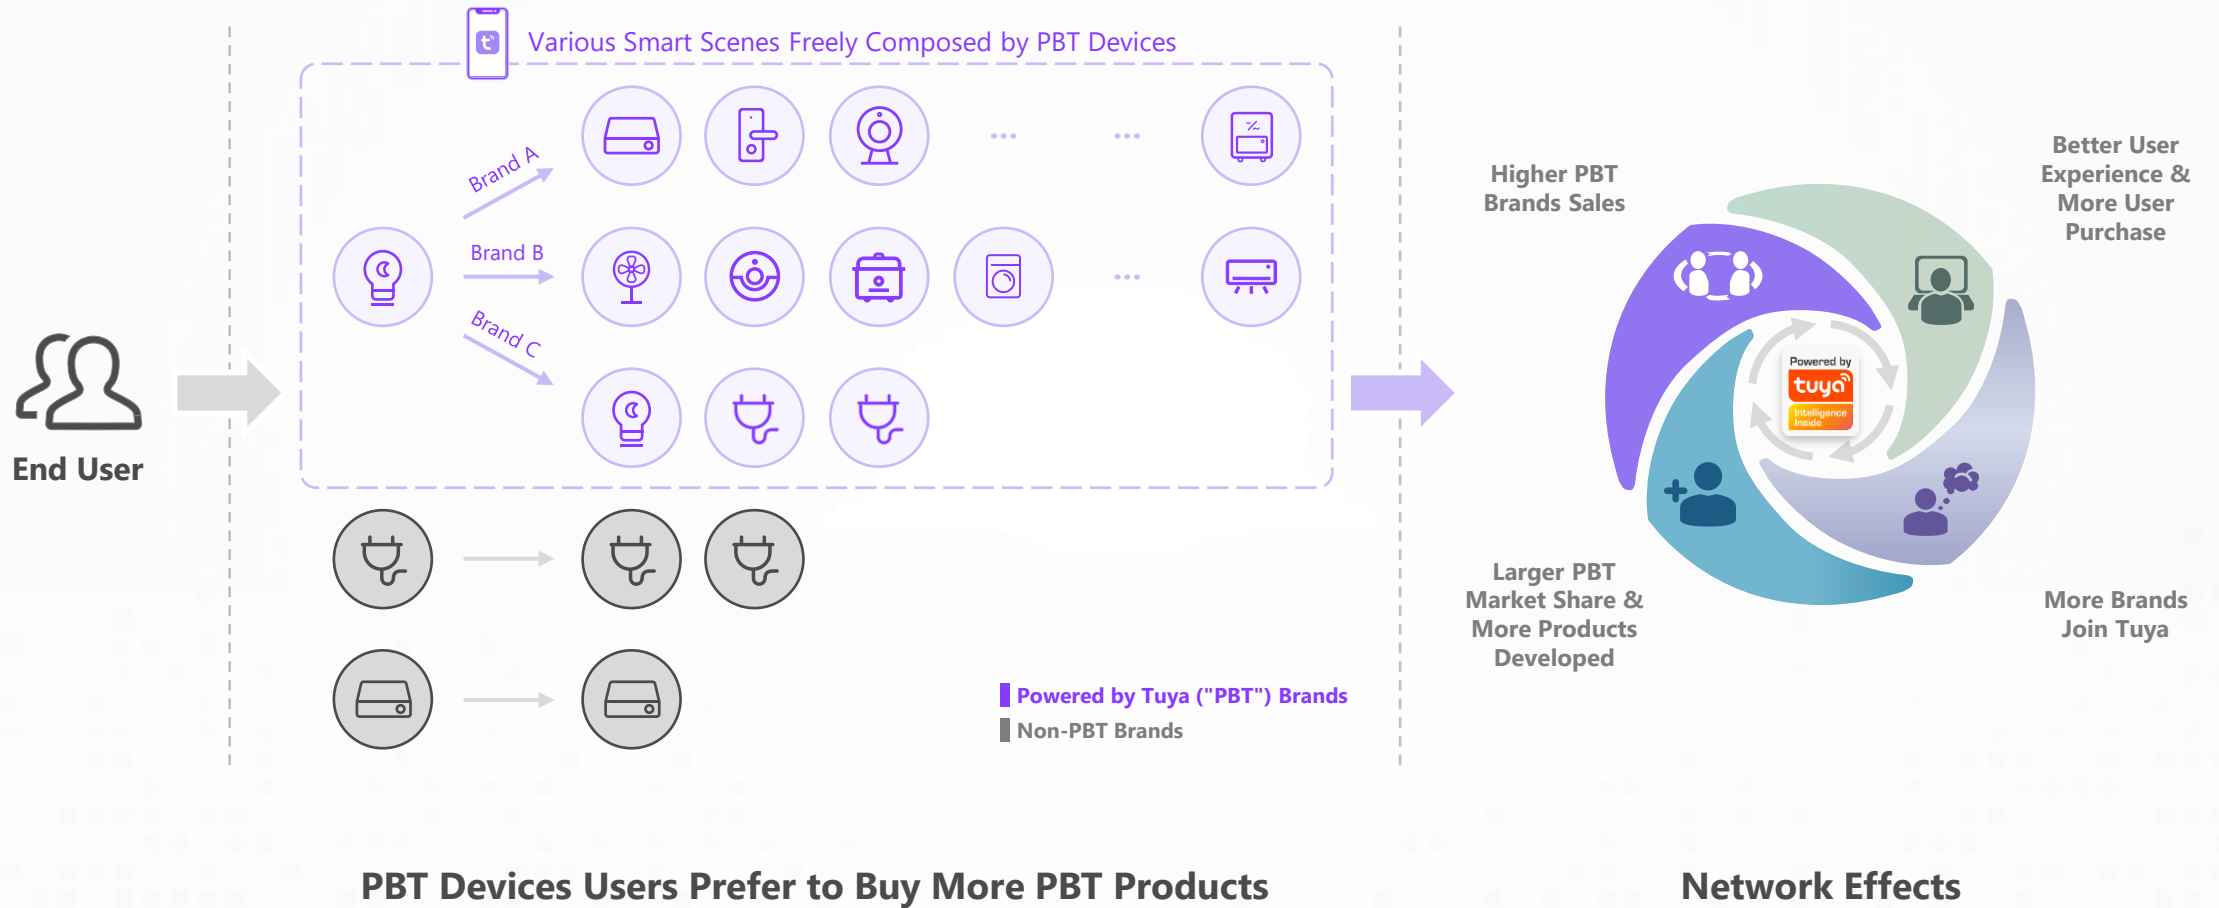 Various Smart Scenes Freely Composed by PBT Devices
Brand A
Brand B
Brand C
End User
Powered by Tuya ("PBT") Brands
Non-PBT Brands
PBT Devices Users Prefer to Buy More PBT Products
Higher PBT
Brands Sales
Better User
Experience &
More User
Purchase
Powered by
tuya
Intelligence
Inside
Larger PBT
Market Share &
More Products
Developed
More Brands
Join Tuya
Network Effects